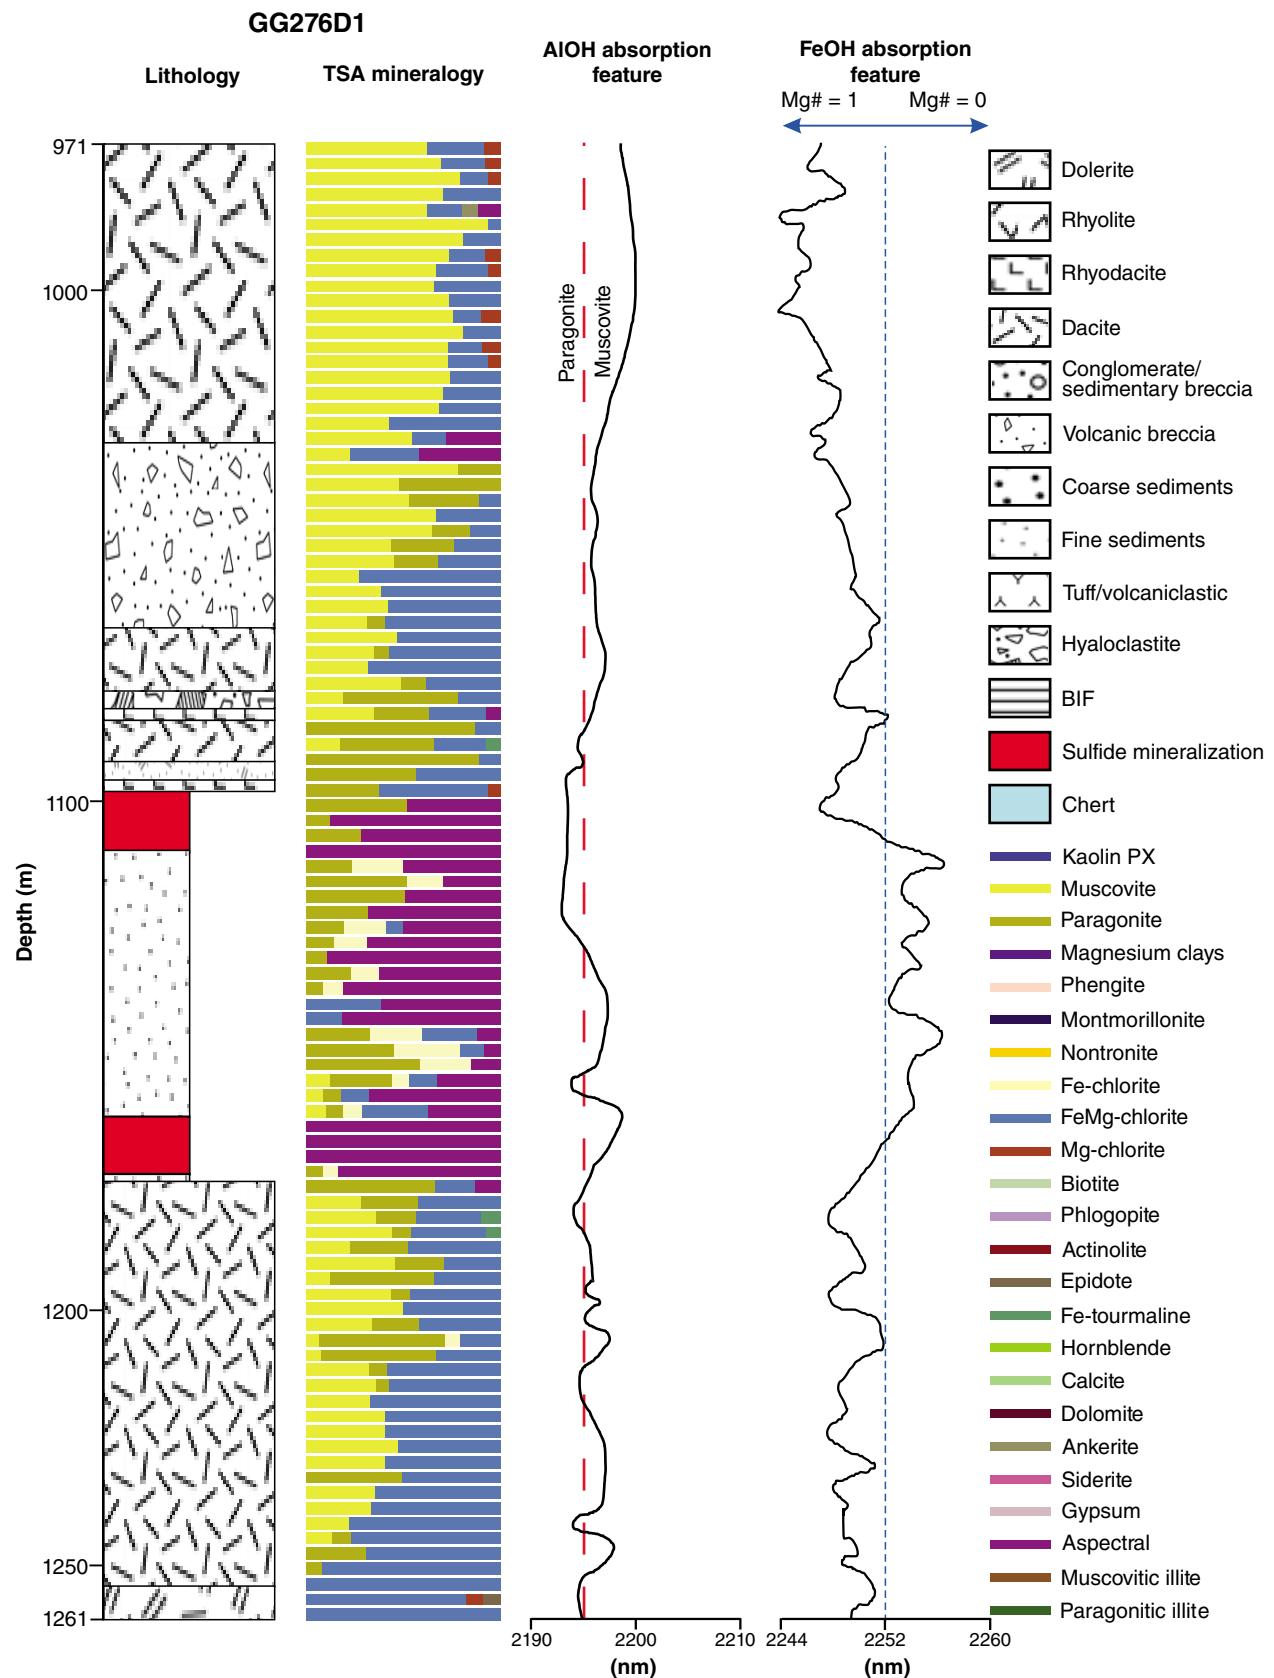 GG276D1
Lithology
TSA mineralogy
AlOH absorption
feature
FeOH absorption
feature
Mg# = 1
Mg# = 0
971
1000
1100
1200
1250
1261
Depth (m)
Paragonite
Muscovite
2190
2200
2210
(nm)
2244
2252
2260
(nm)
Dolerite
Rhyolite
Rhyodacite
Dacite
Conglomerate/
sedimentary breccia
Volcanic breccia
Coarse sediments
Fine sediments
Tuff/volcaniclastic
Hyaloclastite
BIF
Sulfide mineralization
Chert
Kaolin PX
Muscovite
Paragonite
Magnesium clays
Phengite
Montmorillonite
Nontronite
Fe-chlorite
FeMg-chlorite
Mg-chlorite
Biotite
Phlogopite
Actinolite
Epidote
Fe-tourmaline
Hornblende
Calcite
Dolomite
Ankerite
Siderite
Gypsum
Aspectral
Muscovitic illite
Paragonitic illite